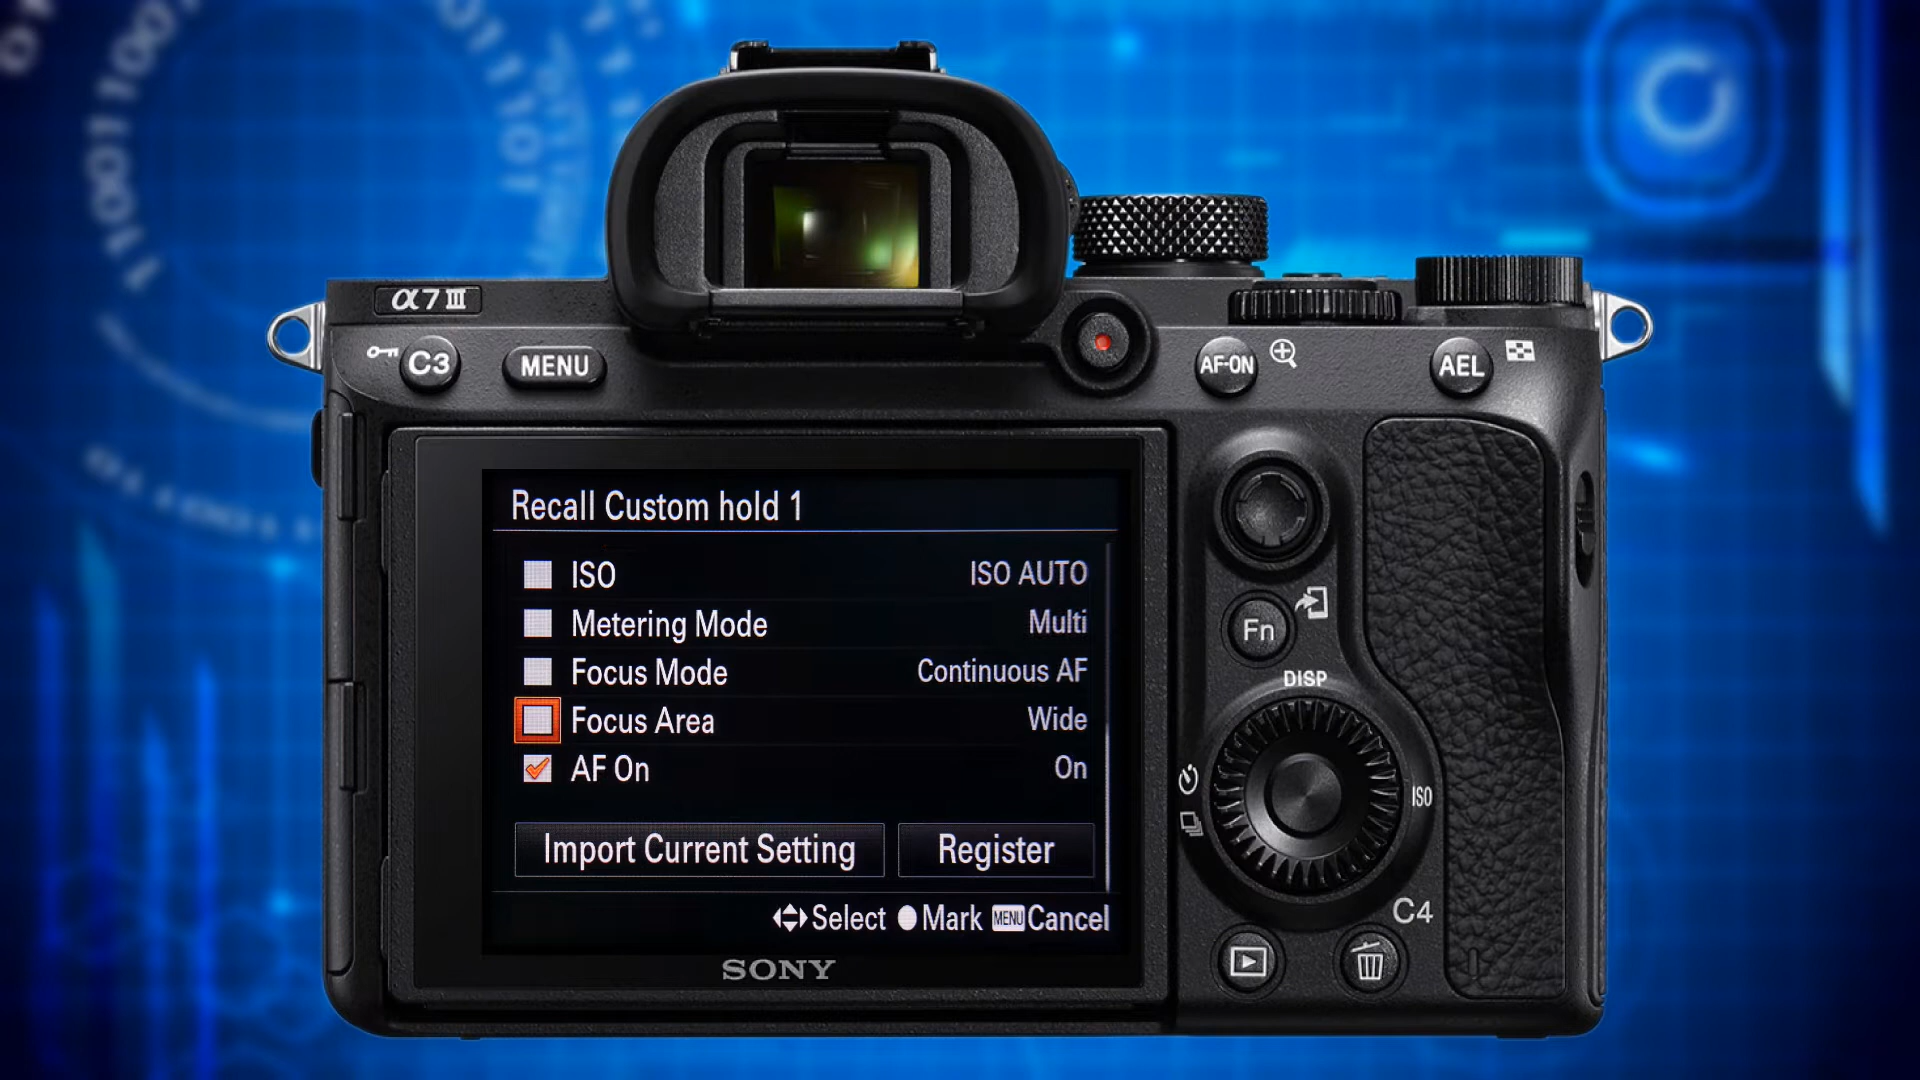 α7III
C3
MENU
AF-ON
AEL
Recall Custom hold 1
ISO ISO AUTO
Metering Mode Multi
Focus Mode Continuous AF
Focus Area Wide
AF On On
Import Current Setting Register
Select Mark MENU Cancel
SONY
Fn
DISP
ISO
C4